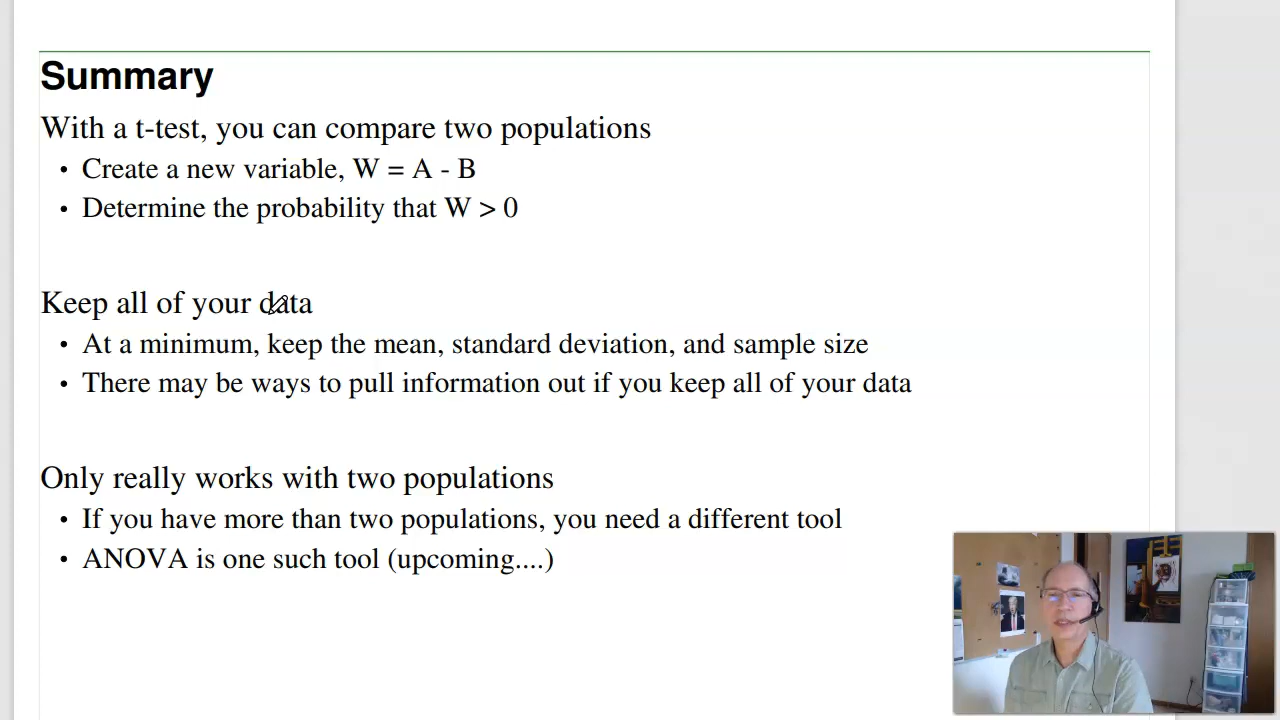 Summary
With a t-test, you can compare two populations
• Create a new variable, W = A - B
• Determine the probability that W > 0
Keep all of your data
• At a minimum, keep the mean, standard deviation, and sample size
• There may be ways to pull information out if you keep all of your data
Only really works with two populations
• If you have more than two populations, you need a different tool
• ANOVA is one such tool (upcoming....)